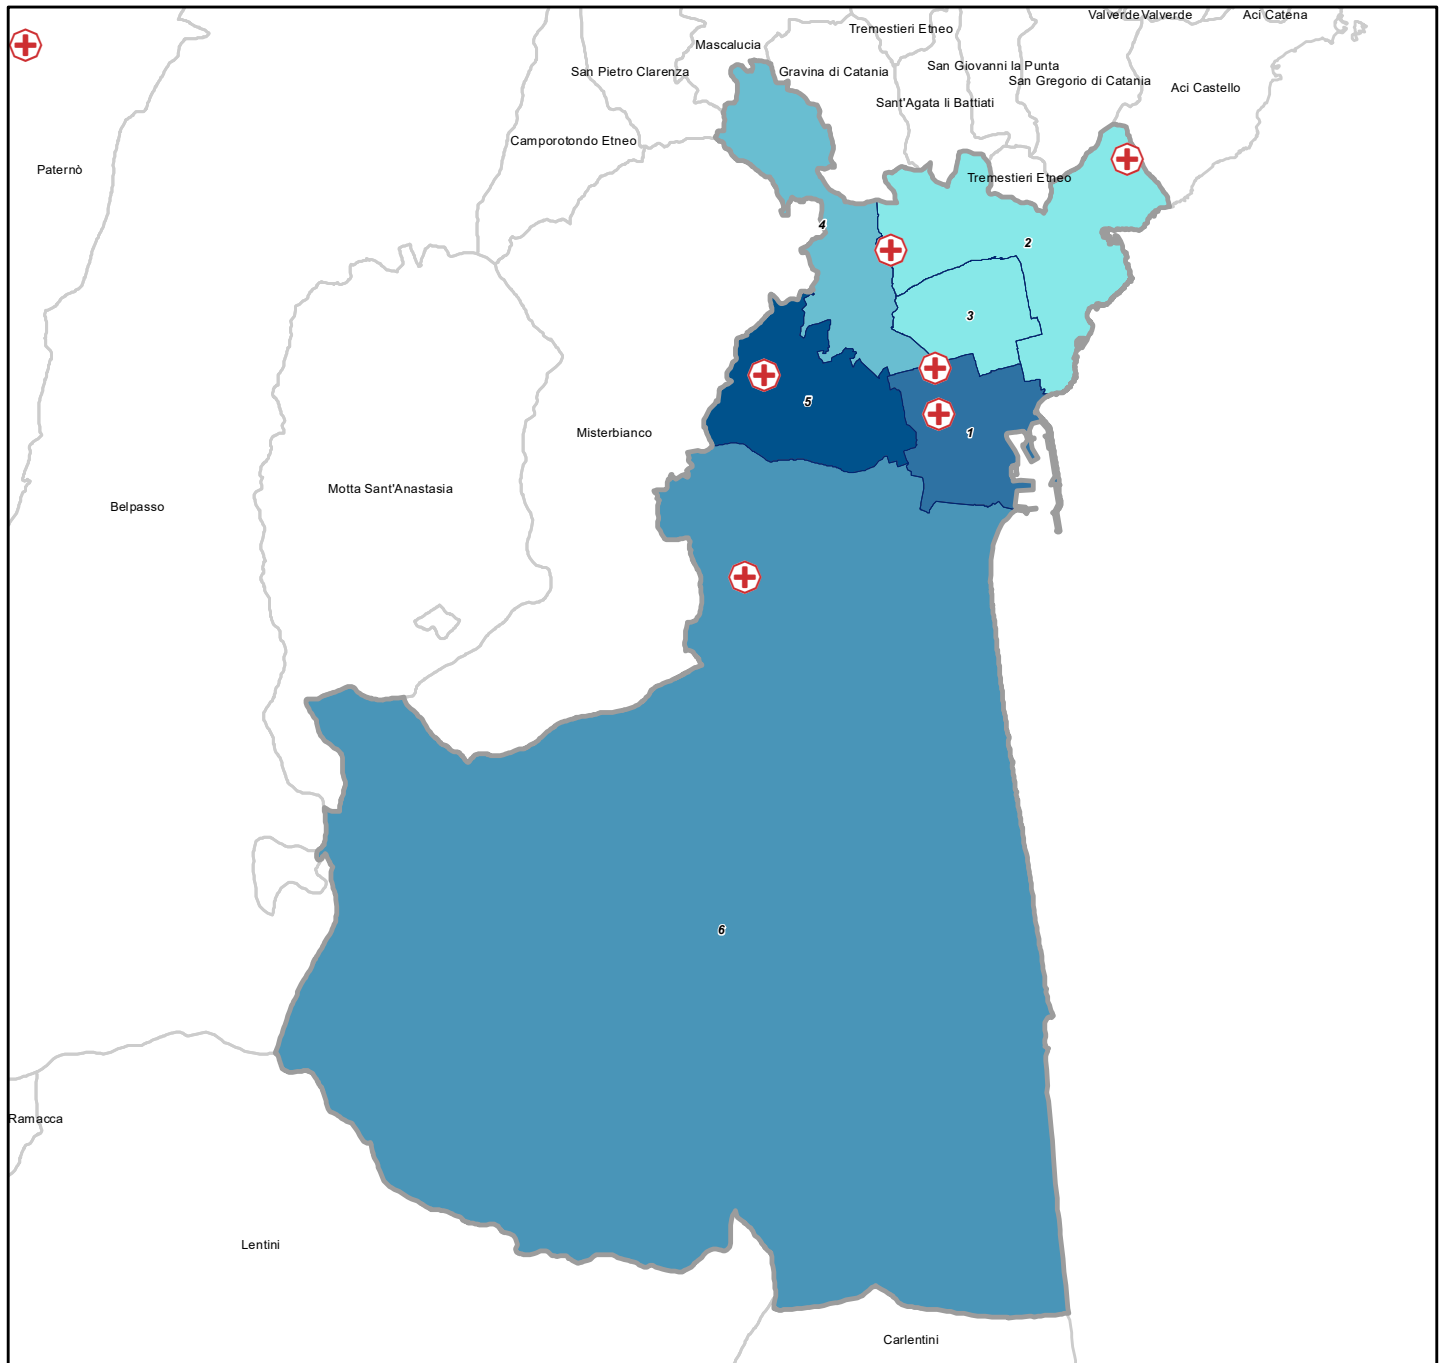 Valverde Valverde
Aci Catena
Tremestieri Etneo
Mascalucia
San Giovanni la Punta
San Pietro Clarenza
Gravina di Catania
San Gregorio di Catania
Aci Castello
Sant'Agata li Battiati
Camporotondo Etneo
Paternò
Tremestieri Etneo
4
2
3
5
1
Misterbianco
Motta Sant'Anastasia
Belpasso
6
Ramacca
Lentini
Carlentini